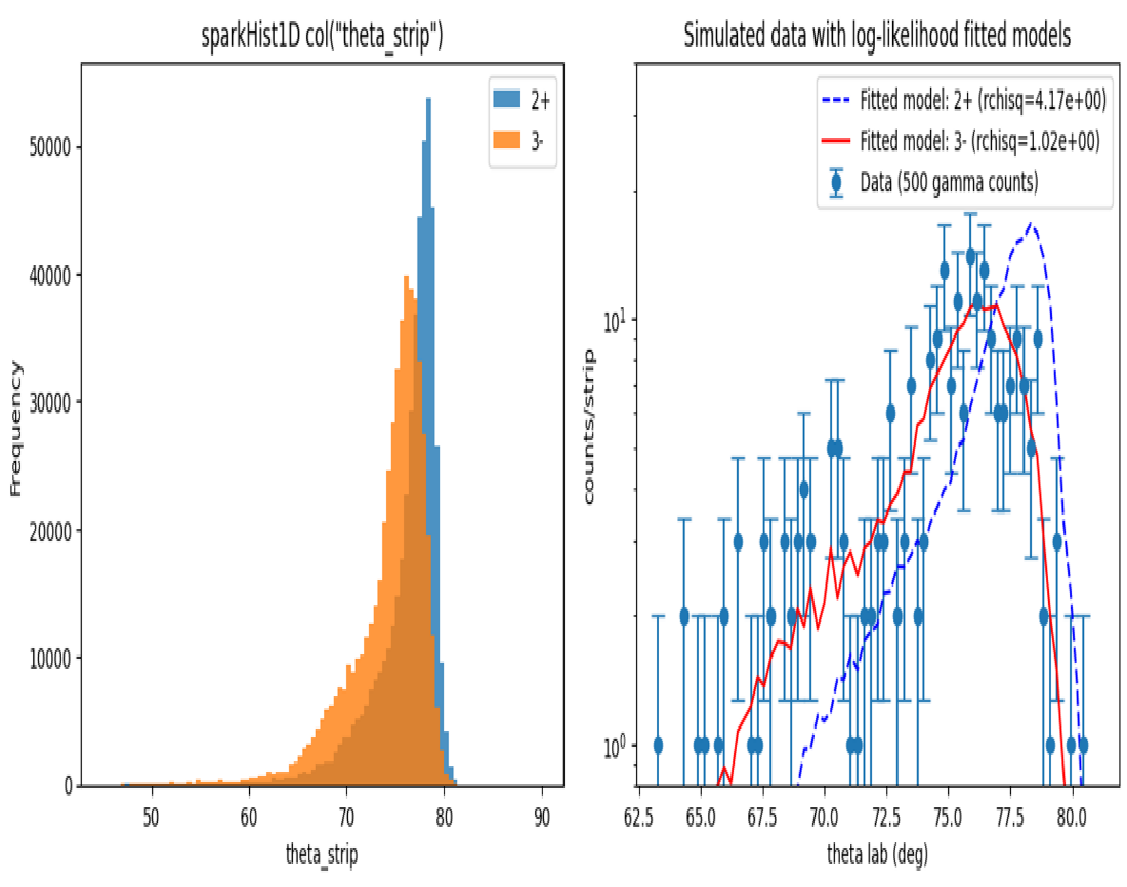 sparkHist1D col("theta_strip")
2+
3-
50000
40000
30000
20000
10000
0
Frequency
50
60
70
80
90
theta_strip
Simulated data with log-likelihood fitted models
Fitted model: 2+ (rchisq=4.17e+00)
Fitted model: 3- (rchisq=1.02e+00)
Data (500 gamma counts)
10¹
10⁰
counts/strip
62.5
65.0
67.5
70.0
72.5
75.0
77.5
80.0
theta lab (deg)